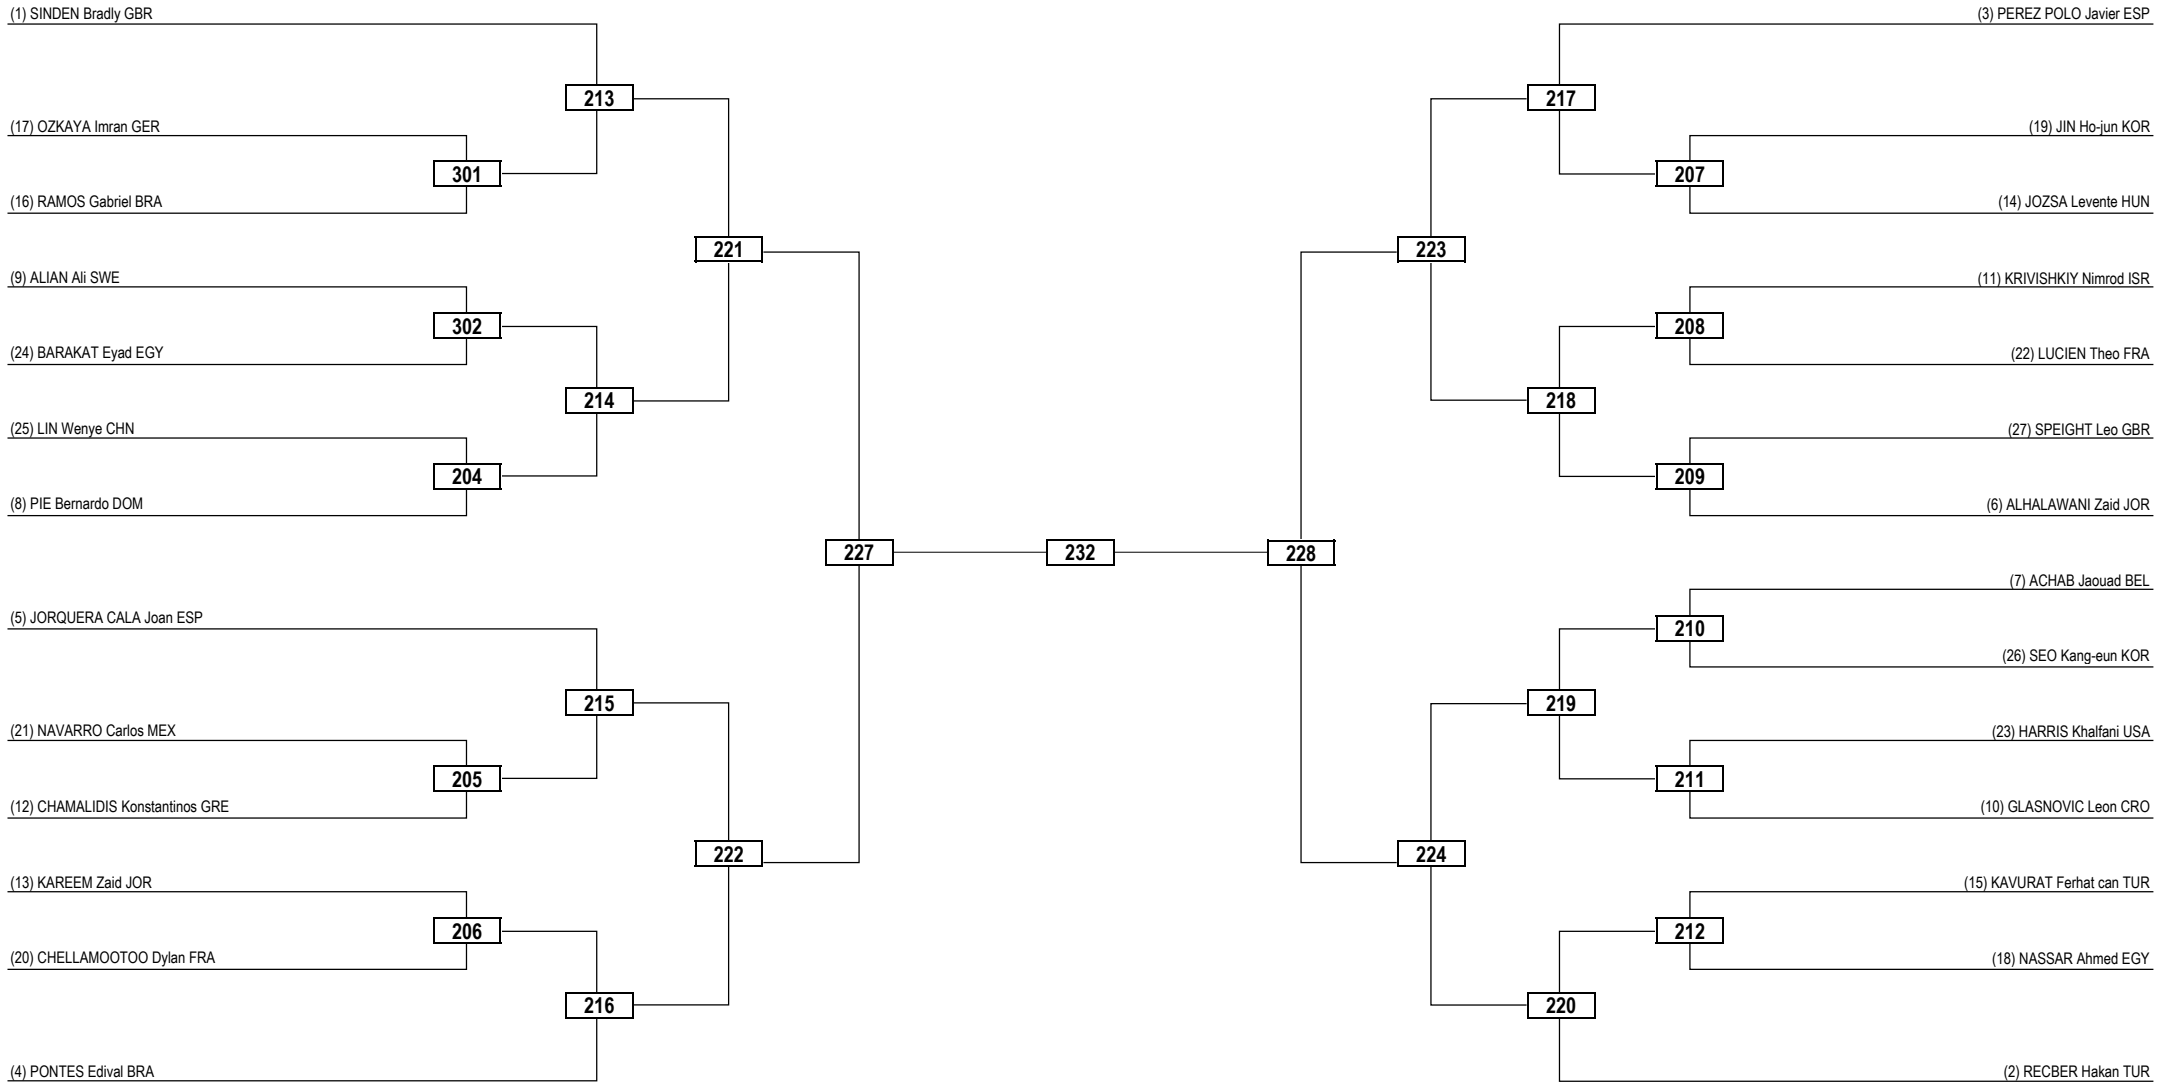 (1) SINDEN Bradly GBR
(3) PEREZ POLO Javier ESP
213
217
(17) OZKAYA Imran GER
(19) JIN Ho-jun KOR
301
207
(16) RAMOS Gabriel BRA
(14) JOZSA Levente HUN
221
223
(9) ALIAN Ali SWE
(11) KRIVISHKIY Nimrod ISR
302
208
(24) BARAKAT Eyad EGY
(22) LUCIEN Theo FRA
214
218
(25) LIN Wenye CHN
(27) SPEIGHT Leo GBR
204
209
(8) PIE Bernardo DOM
(6) ALHALAWANI Zaid JOR
227
232
228
(7) ACHAB Jaouad BEL
(5) JORQUERA CALA Joan ESP
210
(26) SEO Kang-eun KOR
215
219
(21) NAVARRO Carlos MEX
(23) HARRIS Khalfani USA
205
211
(12) CHAMALIDIS Konstantinos GRE
(10) GLASNOVIC Leon CRO
222
224
(13) KAREEM Zaid JOR
(15) KAVURAT Ferhat can TUR
206
212
(20) CHELLAMOOTOO Dylan FRA
(18) NASSAR Ahmed EGY
216
220
(4) PONTES Edival BRA
(2) RECBER Hakan TUR